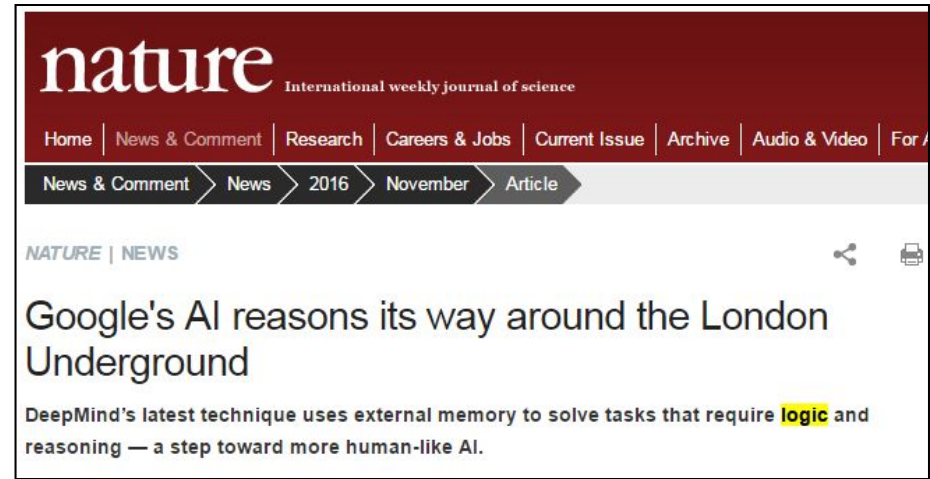 nature International weekly journal of science
Home News & Comment Research Careers & Jobs Current Issue Archive Audio & Video For
News & Comment News 2016 November Article
NATURE | NEWS
Google's AI reasons its way around the London
Underground
DeepMind's latest technique uses external memory to solve tasks that require logic and
reasoning — a step toward more human-like AI.